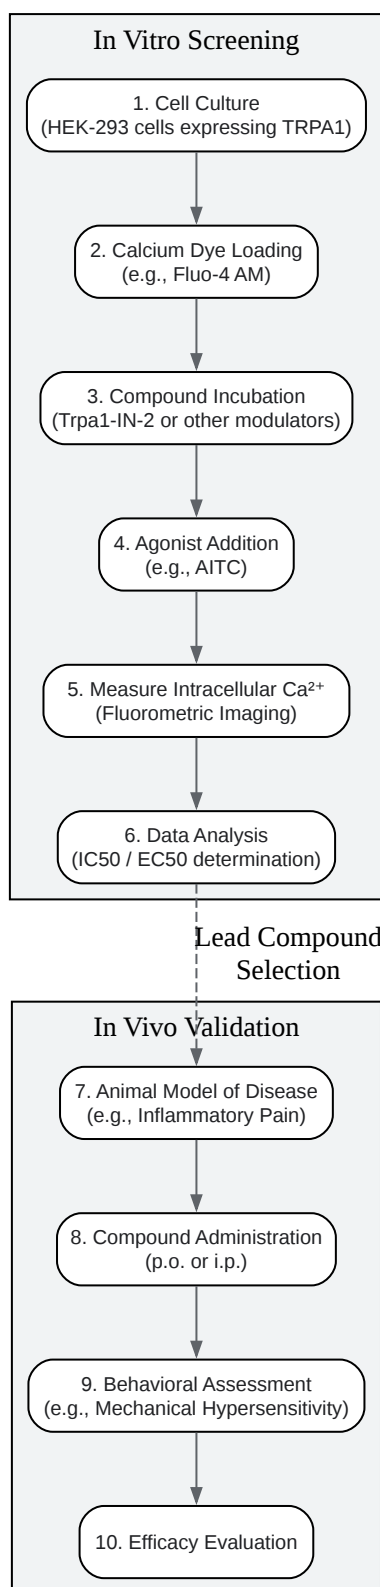 In Vitro Screening
1. Cell Culture
(HEK-293 cells expressing TRPA1)
2. Calcium Dye Loading
(e.g., Fluo-4 AM)
3. Compound Incubation
(Trpa1-IN-2 or other modulators)
4. Agonist Addition
(e.g., AITC)
5. Measure Intracellular Ca²⁺
(Fluorometric Imaging)
6. Data Analysis
(IC50 / EC50 determination)
Lead Compound
Selection
In Vivo Validation
7. Animal Model of Disease
(e.g., Inflammatory Pain)
8. Compound Administration
(p.o. or i.p.)
9. Behavioral Assessment
(e.g., Mechanical Hypersensitivity)
10. Efficacy Evaluation